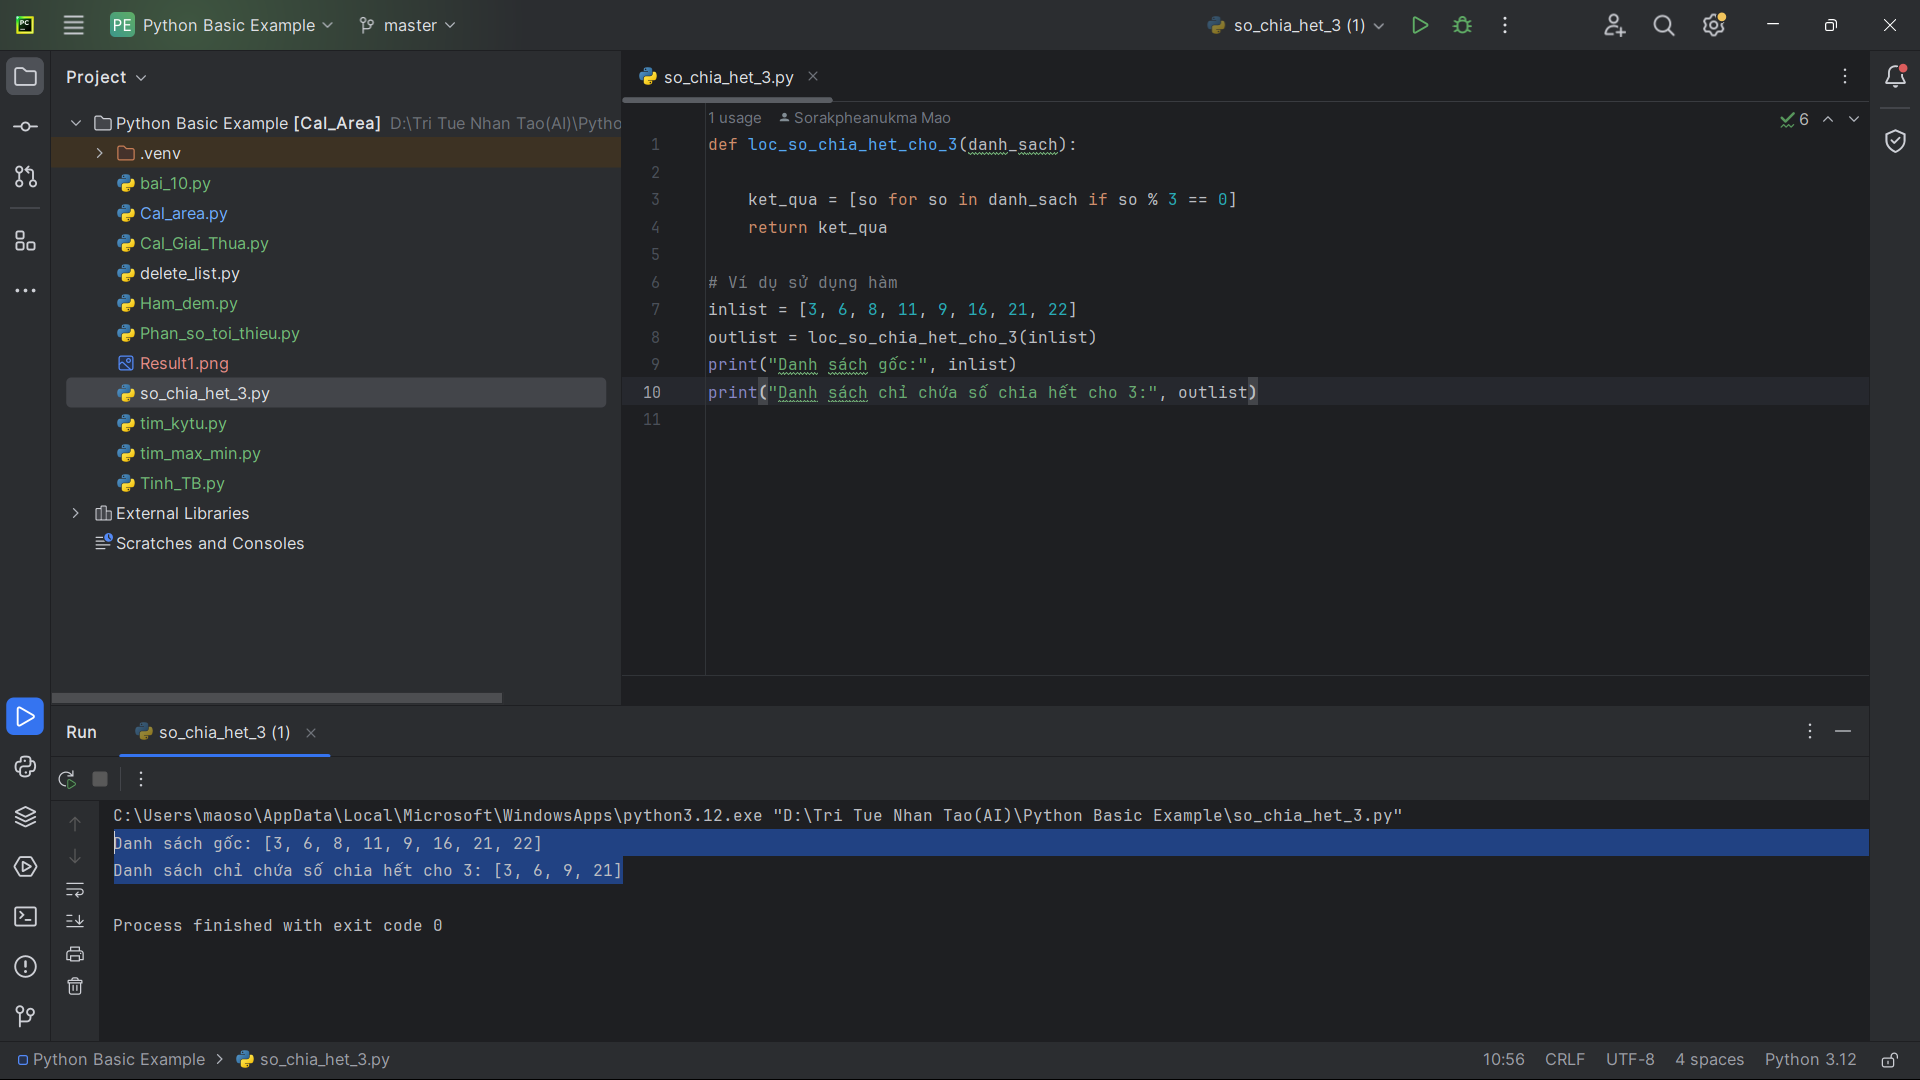 PC
PE Python Basic Example
master
so_chia_het_3 (1)
Project
Python Basic Example [Cal_Area] D:\Tri Tue Nhan Tao(AI)\Pytho
.venv
bai_10.py
Cal_area.py
Cal_Giai_Thua.py
delete_list.py
Ham_dem.py
Phan_so_toi_thieu.py
Result1.png
so_chia_het_3.py
tim_kytu.py
tim_max_min.py
Tinh_TB.py
External Libraries
Scratches and Consoles
so_chia_het_3.py
1 usage Sorakpheanukma Mao
6
1 def loc_so_chia_het_cho_3(danh_sach):
2
3 ket_qua = [so for so in danh_sach if so % 3 == 0]
4 return ket_qua
5
6 # Ví dụ sử dụng hàm
7 inlist = [3, 6, 8, 11, 9, 16, 21, 22]
8 outlist = loc_so_chia_het_cho_3(inlist)
9 print("Danh sách gốc:", inlist)
10 print("Danh sách chỉ chứa số chia hết cho 3:", outlist)
11
Run so_chia_het_3 (1)
C:\Users\maoso\AppData\Local\Microsoft\WindowsApps\python3.12.exe "D:\Tri Tue Nhan Tao(AI)\Python Basic Example\so_chia_het_3.py"
Danh sách gốc: [3, 6, 8, 11, 9, 16, 21, 22]
Danh sách chỉ chứa số chia hết cho 3: [3, 6, 9, 21]
Process finished with exit code 0
Python Basic Example > so_chia_het_3.py
10:56 CRLF UTF-8 4 spaces Python 3.12